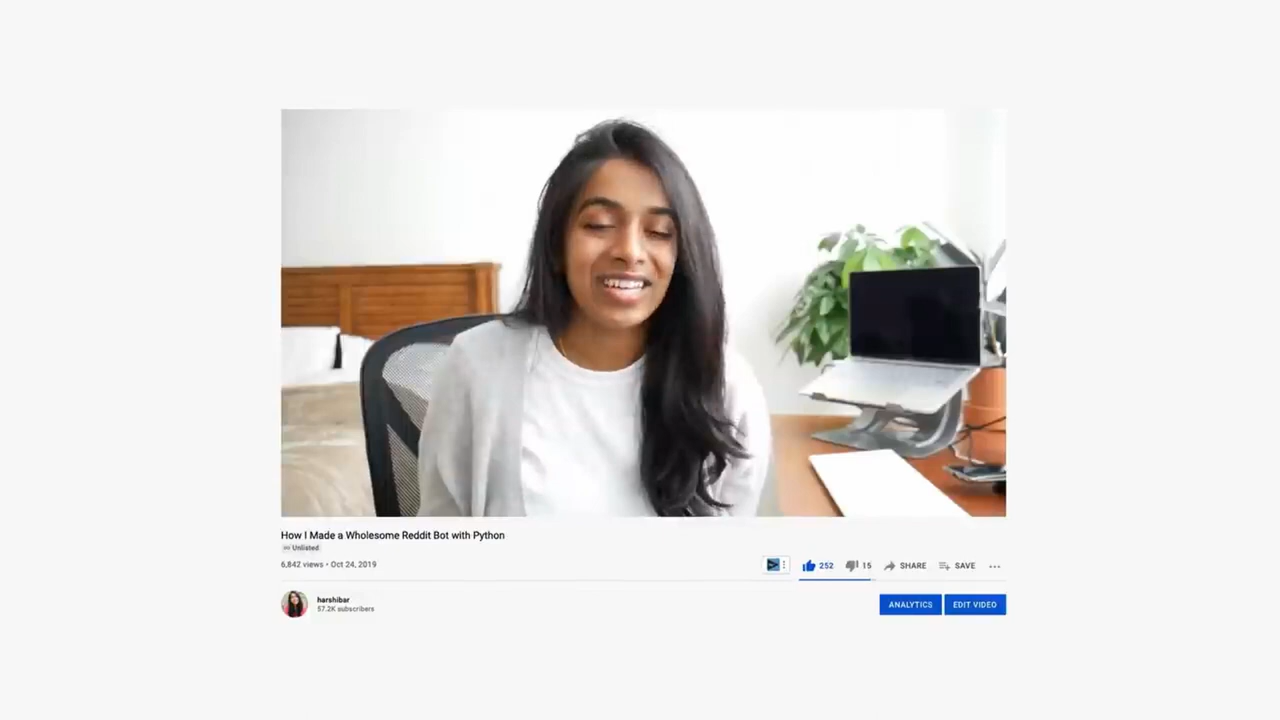 How I Made a Wholesome Reddit Bot with Python
Unlisted
6,842 views • Oct 24, 2019
252 15 SHARE SAVE
harshibar
57.2K subscribers
ANALYTICS EDIT VIDEO